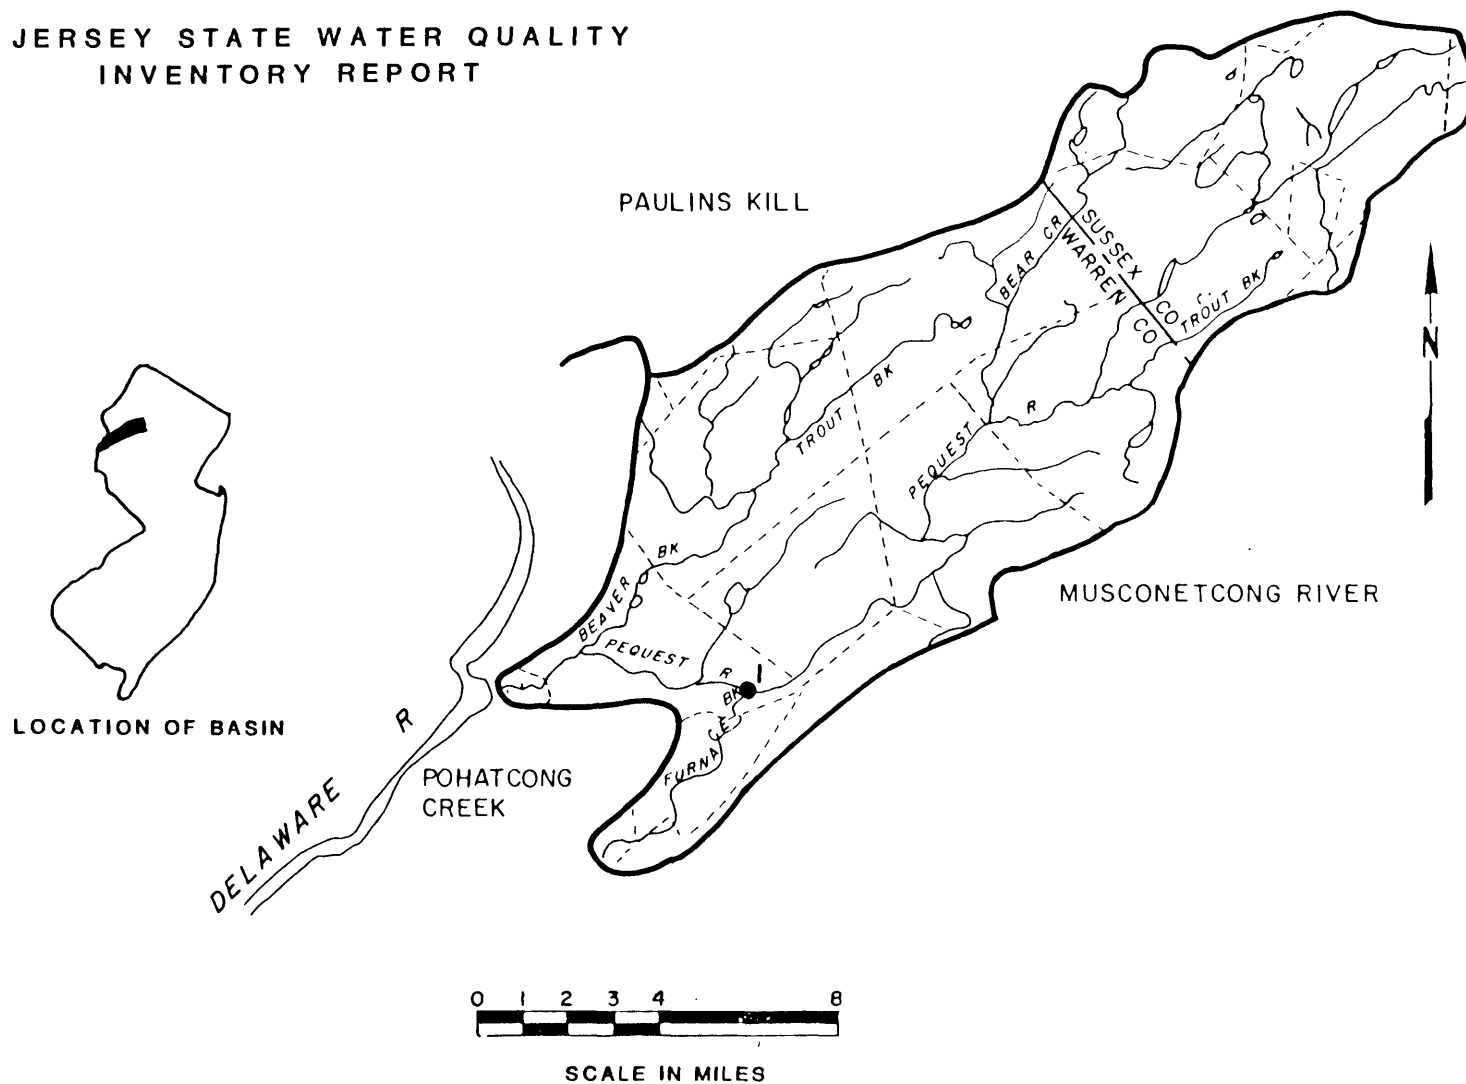 JERSEY STATE WATER QUALITY
INVENTORY REPORT
PAULINS KILL
BEAR CR
SUSSEX CO
WARREN CO
TROUT BK
N
TROUT BK
PEQUEST R
BEAVER BK
MUSCONETCONG RIVER
PEQUEST R
1
FURNACE BK
LOCATION OF BASIN
DELAWARE R
POHATCONG
CREEK
0 1 2 3 4 8
SCALE IN MILES